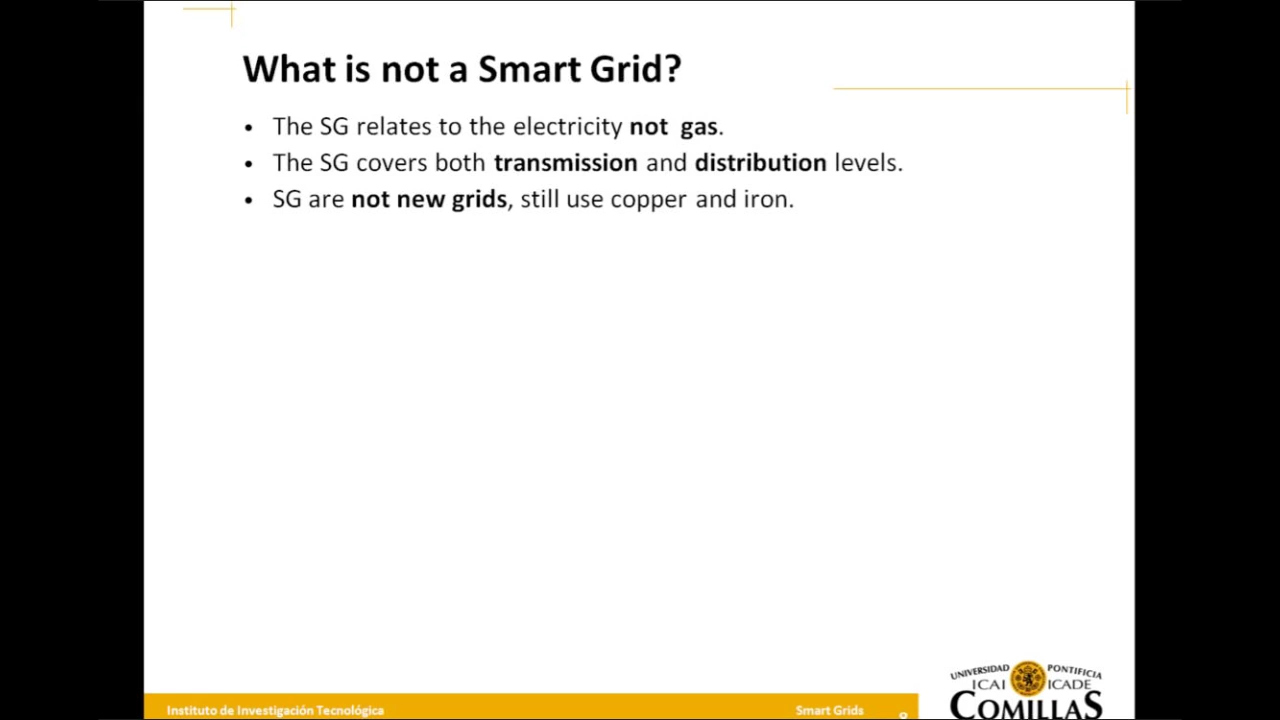 What is not a Smart Grid?
• The SG relates to the electricity not gas.
• The SG covers both transmission and distribution levels.
• SG are not new grids, still use copper and iron.
Instituto de Investigación Tecnológica
Smart Grids
UNIVERSIDAD PONTIFICIA
ICAI ICADE
COMILLAS